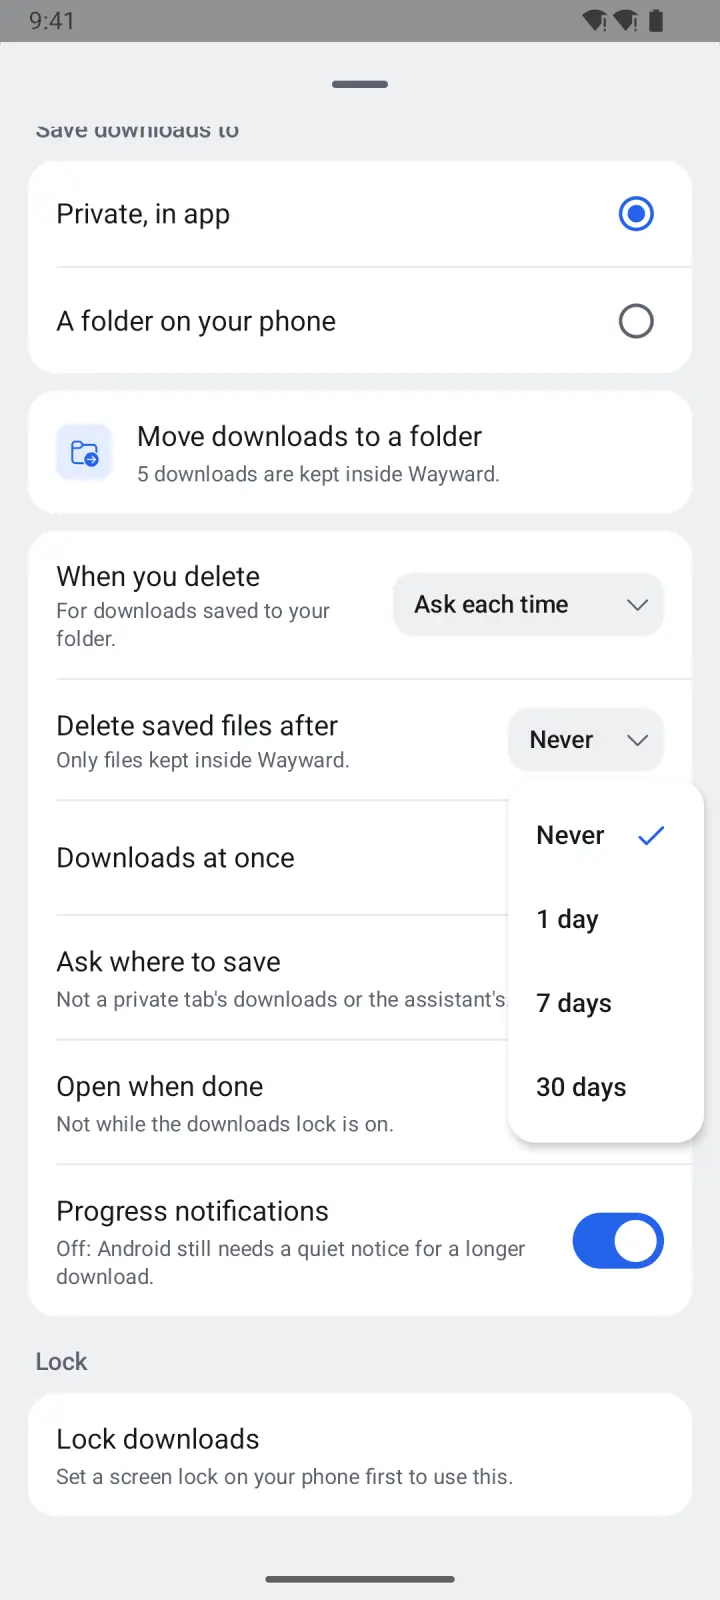 9:41
Save downloads to
Private, in app
A folder on your phone
Move downloads to a folder
5 downloads are kept inside Wayward.
When you delete
For downloads saved to your
folder.
Ask each time
Delete saved files after
Only files kept inside Wayward.
Never
Never
1 day
7 days
30 days
Downloads at once
Ask where to save
Not a private tab's downloads or the assistant's.
Open when done
Not while the downloads lock is on.
Progress notifications
Off: Android still needs a quiet notice for a longer
download.
Lock
Lock downloads
Set a screen lock on your phone first to use this.